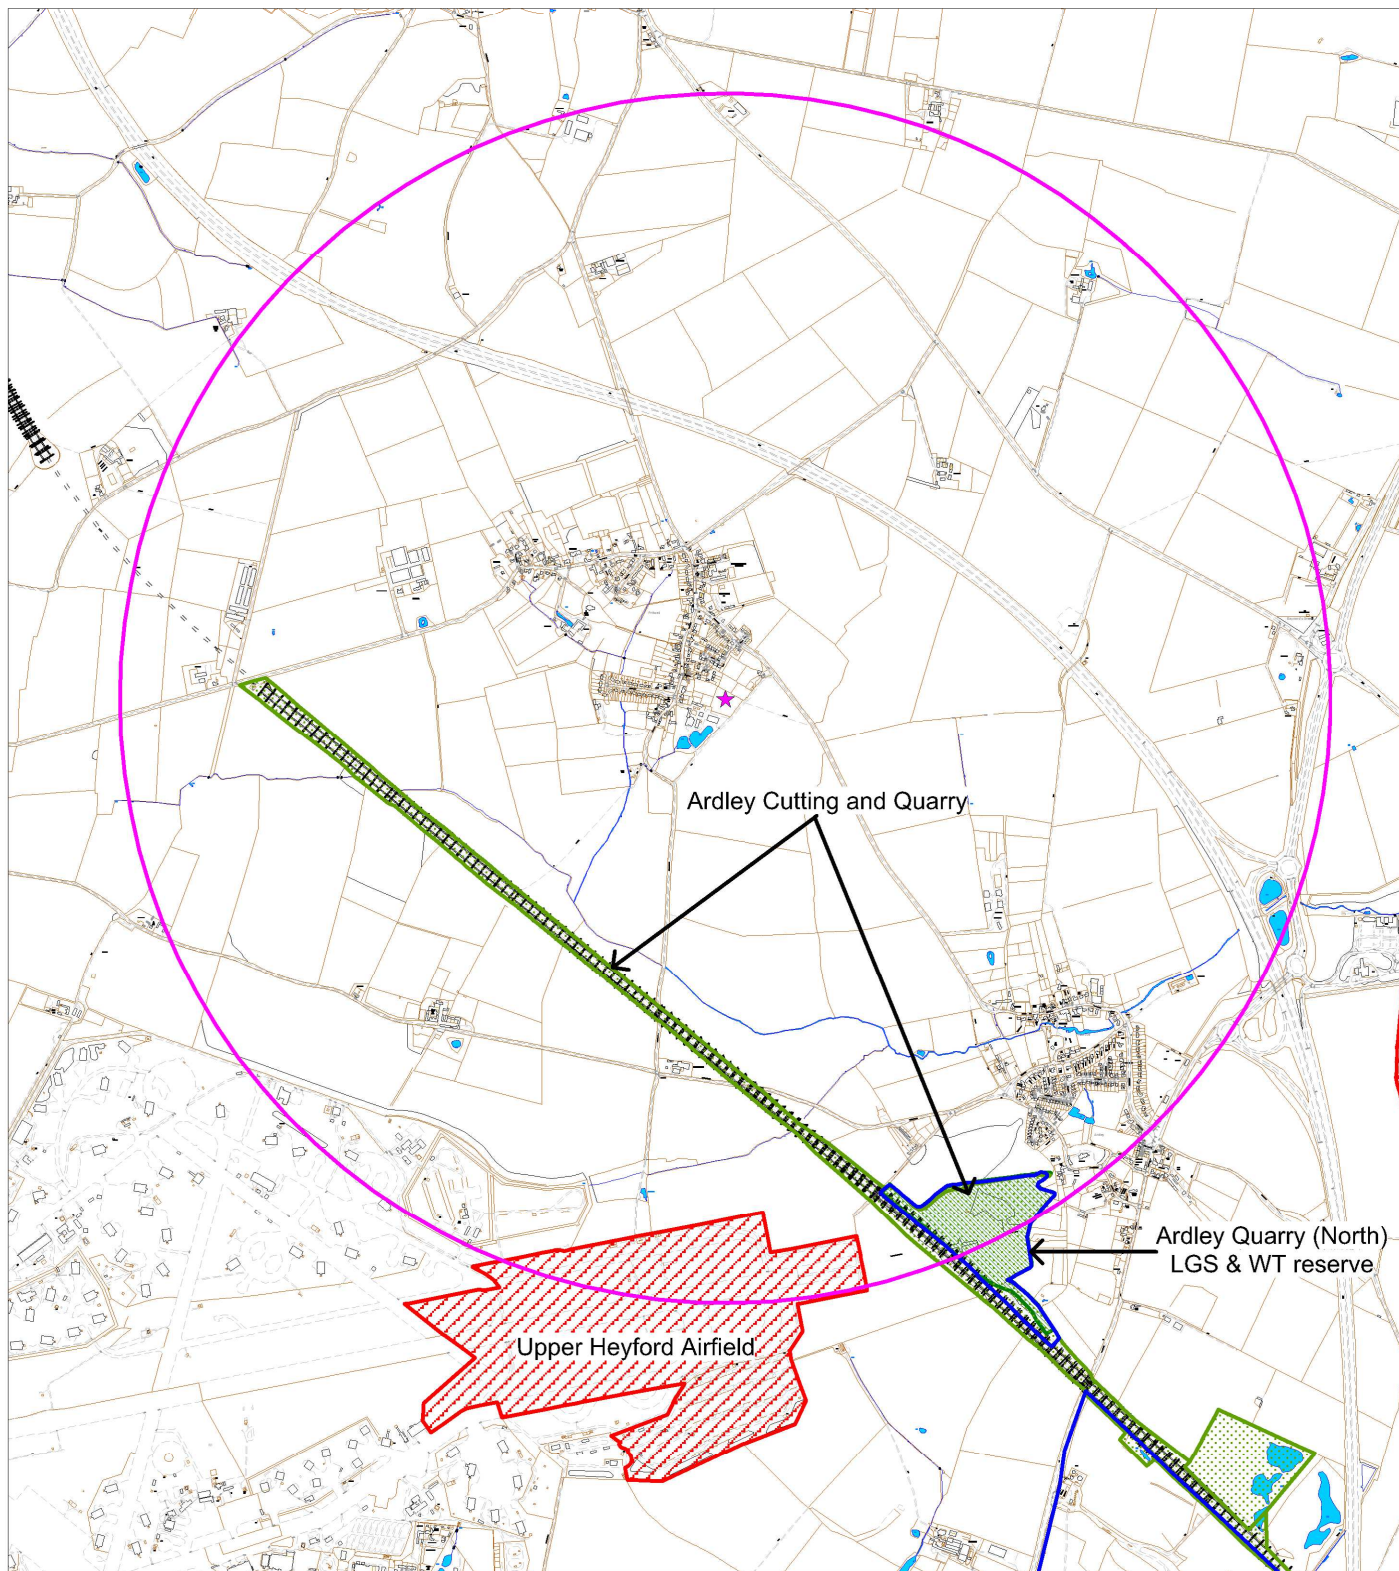 Ardley Cutting and Quarry
Ardley Quarry (North)
LGS & WT reserve
Upper Heyford Airfield